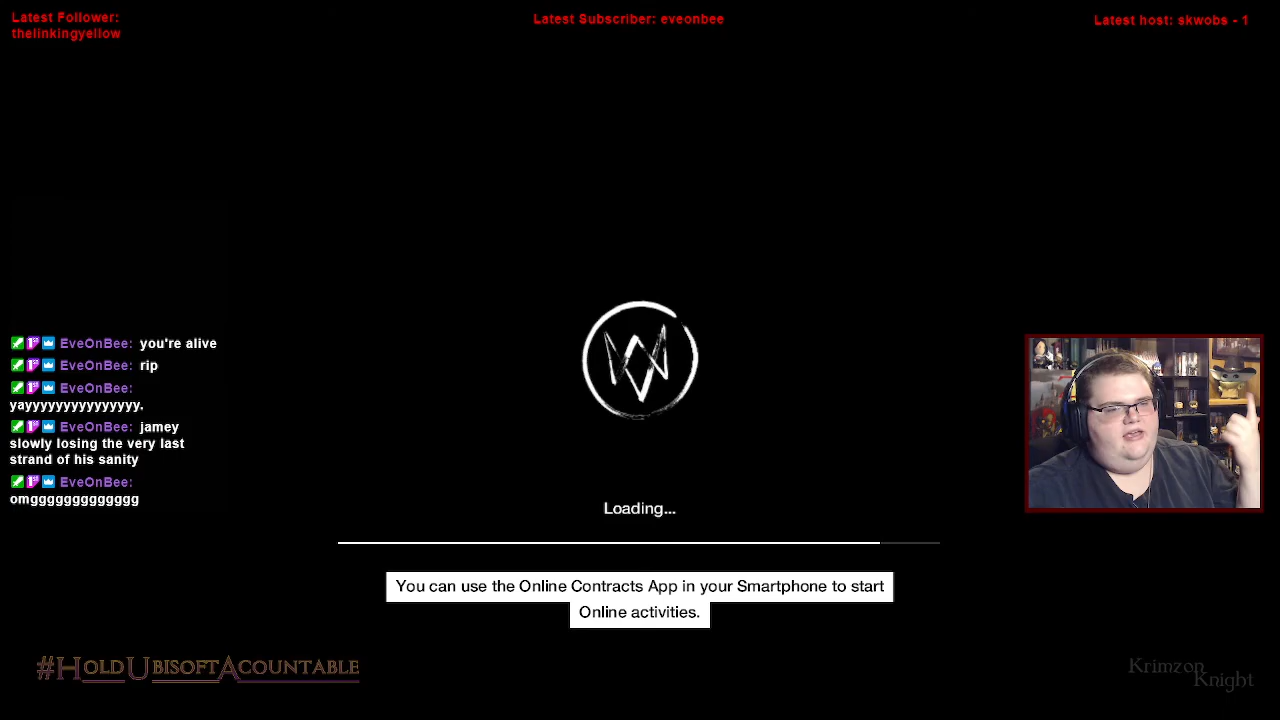 Latest Follower:
thelinkingyellow
Latest Subscriber: eveonbee
Latest host: skwobs - 1
EveOnBee: you're alive
EveOnBee: rip
EveOnBee:
yayyyyyyyyyyyyyyy.
EveOnBee: jamey
slowly losing the very last
strand of his sanity
EveOnBee:
omggggggggggggg
Loading...
You can use the Online Contracts App in your Smartphone to start
Online activities.
#HoldUbisoftAcountable
Krimzon
Knight